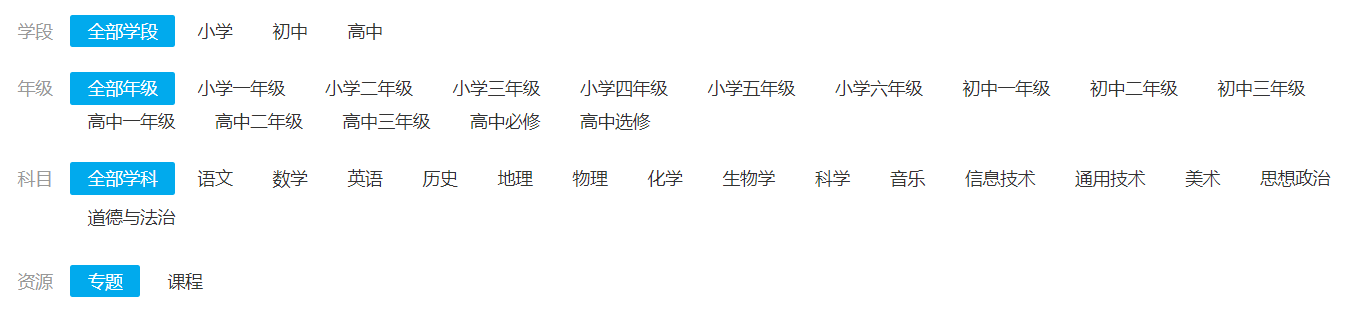 学段 全部学段 小学 初中 高中
年级 全部年级 小学一年级 小学二年级 小学三年级 小学四年级 小学五年级 小学六年级 初中一年级 初中二年级 初中三年级
高中一年级 高中二年级 高中三年级 高中必修 高中选修
科目 全部学科 语文 数学 英语 历史 地理 物理 化学 生物学 科学 音乐 信息技术 通用技术 美术 思想政治
道德与法治
资源 专题 课程